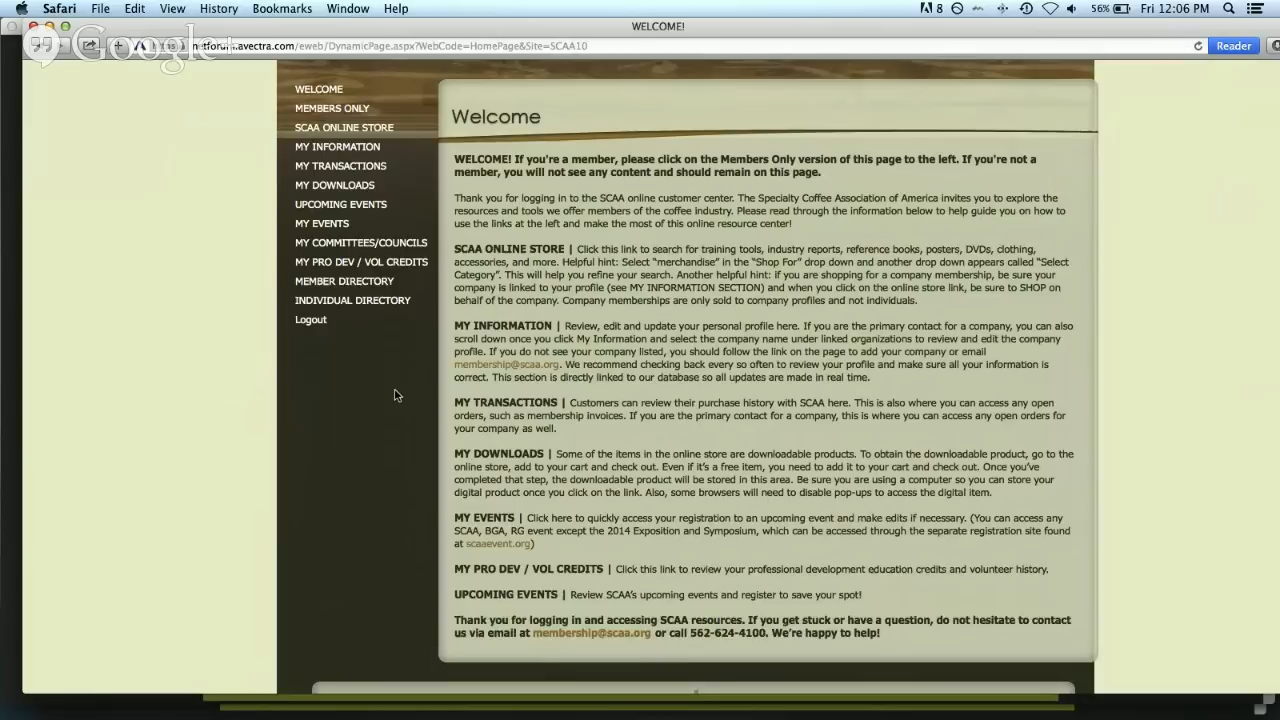 Safari File Edit View History Bookmarks Window Help 8 56% Fri 12:06 PM
WELCOME!
Google+
netforum.avectra.com/eweb/DynamicPage.aspx?WebCode=HomePage&Site=SCAA10 Reader
WELCOME
MEMBERS ONLY
SCAA ONLINE STORE
MY INFORMATION
MY TRANSACTIONS
MY DOWNLOADS
UPCOMING EVENTS
MY EVENTS
MY COMMITTEES/COUNCILS
MY PRO DEV / VOL CREDITS
MEMBER DIRECTORY
INDIVIDUAL DIRECTORY
Logout
Welcome
WELCOME! If you're a member, please click on the Members Only version of this page to the left. If you're not a
member, you will not see any content and should remain on this page.
Thank you for logging in to the SCAA online customer center. The Specialty Coffee Association of America invites you to explore the
resources and tools we offer members of the coffee industry. Please read through the information below to help guide you on how to
use the links at the left and make the most of this online resource center!
SCAA ONLINE STORE | Click this link to search for training tools, industry reports, reference books, posters, DVDs, clothing,
accessories, and more. Helpful hint: Select “merchandise” in the “Shop For” drop down and another drop down appears called “Select
Category”. This will help you refine your search. Another helpful hint: if you are shopping for a company membership, be sure your
company is linked to your profile (see MY INFORMATION SECTION) and when you click on the online store link, be sure to SHOP on
behalf of the company. Company memberships are only sold to company profiles and not individuals.
MY INFORMATION | Review, edit and update your personal profile here. If you are the primary contact for a company, you can also
scroll down once you click My Information and select the company name under linked organizations to review and edit the company
profile. If you do not see your company listed, you should follow the link on the page to add your company or email
membership@scaa.org. We recommend checking back every so often to review your profile and make sure all your information is
correct. This section is directly linked to our database so all updates are made in real time.
MY TRANSACTIONS | Customers can review their purchase history with SCAA here. This is also where you can access any open
orders, such as membership invoices. If you are the primary contact for a company, this is where you can access any open orders for
your company as well.
MY DOWNLOADS | Some of the items in the online store are downloadable products. To obtain the downloadable product, go to the
online store, add to your cart and check out. Even if it’s a free item, you need to add it to your cart and check out. Once you’ve
completed that step, the downloadable product will be stored in this area. Be sure you are using a computer so you can store your
digital product once you click on the link. Also, some browsers will need to disable pop-ups to access the digital item.
MY EVENTS | Click here to quickly access your registration to an upcoming event and make edits if necessary. (You can access any
SCAA, BGA, RG event except the 2014 Exposition and Symposium, which can be accessed through the separate registration site found
at scaaevent.org)
MY PRO DEV / VOL CREDITS | Click this link to review your professional development education credits and volunteer history.
UPCOMING EVENTS | Review SCAA’s upcoming events and register to save your spot!
Thank you for logging in and accessing SCAA resources. If you get stuck or have a question, do not hesitate to contact
us via email at membership@scaa.org or call 562-624-4100. We’re happy to help!